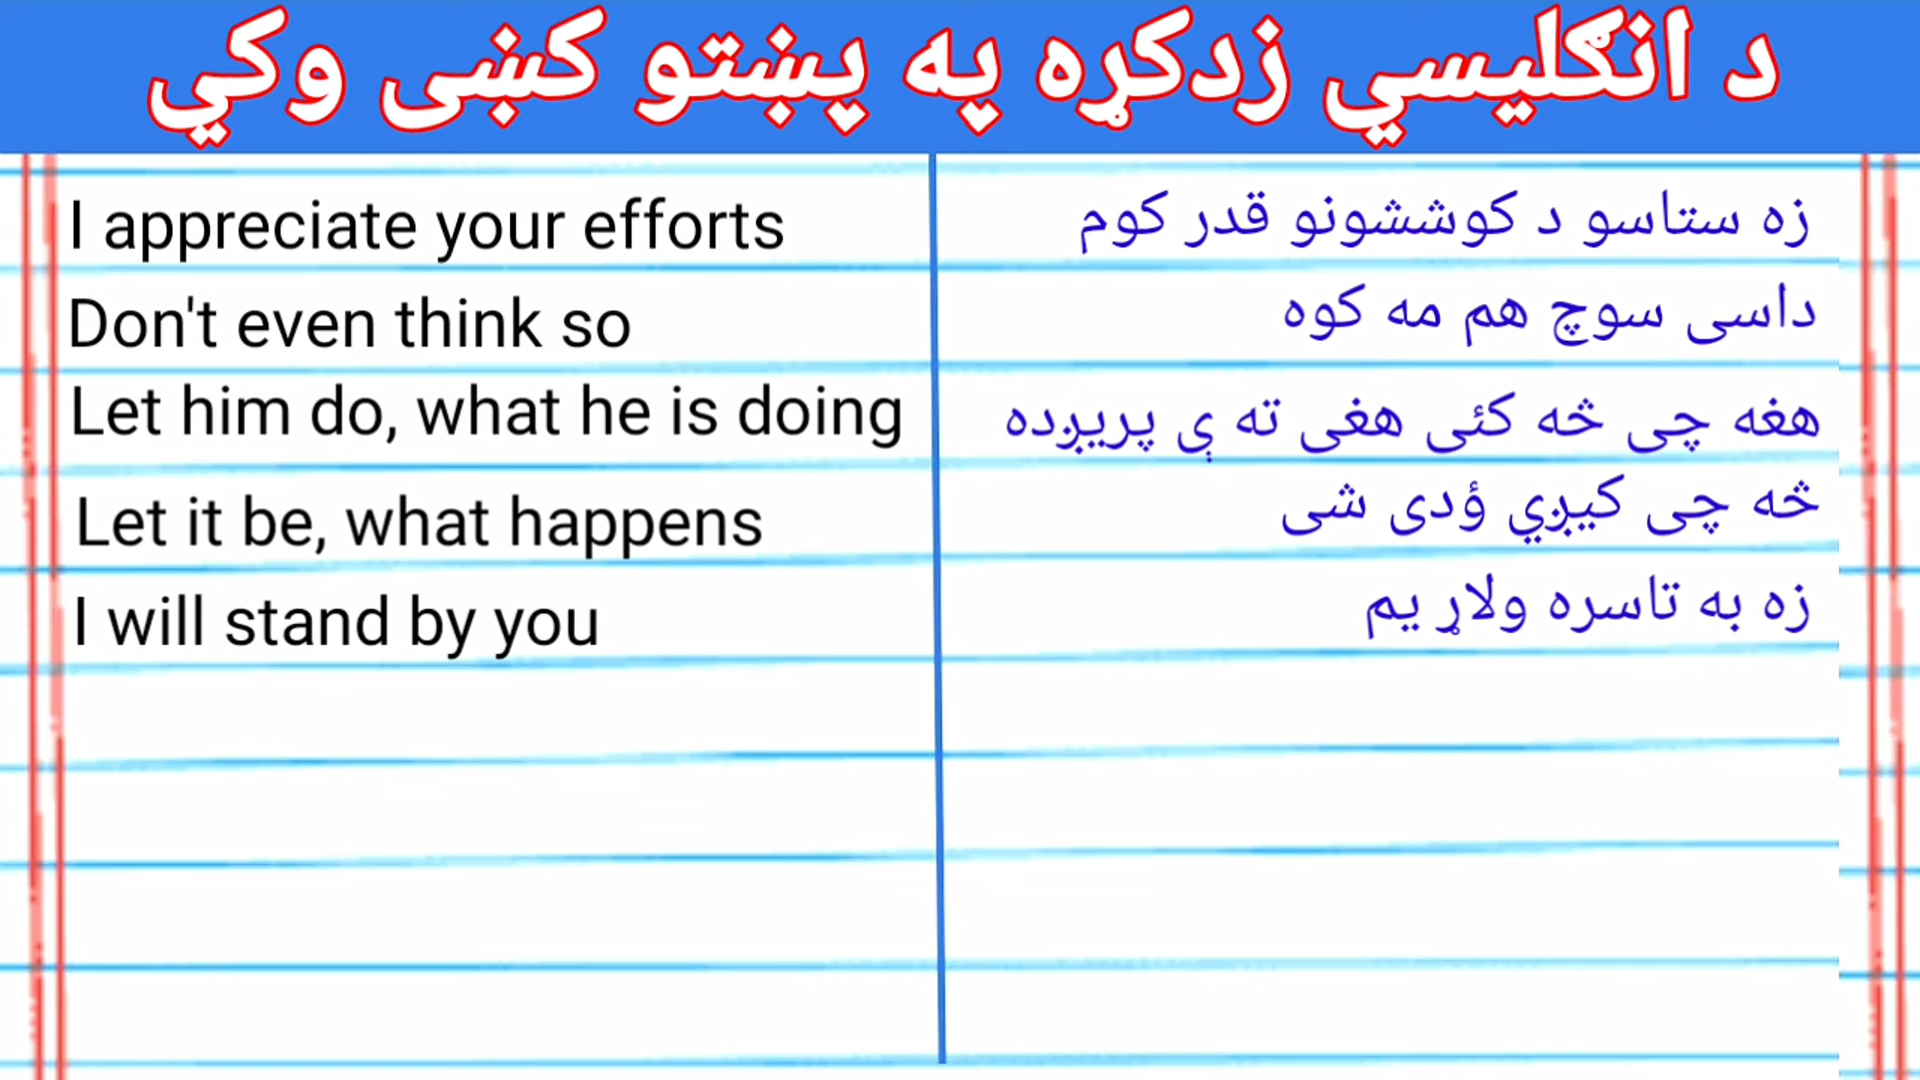 د انګلیسي زدکړه په پښتو کښی وکي
I appreciate your efforts
زه ستاسو د کوششونو قدر کوم
Don't even think so
داسی سوچ هم مه کوه
Let him do, what he is doing
هغه چی څه کئی هغی ته ې پریږده
Let it be, what happens
څه چی کیږي ؤدی شی
I will stand by you
زه به تاسره ولاړ یم